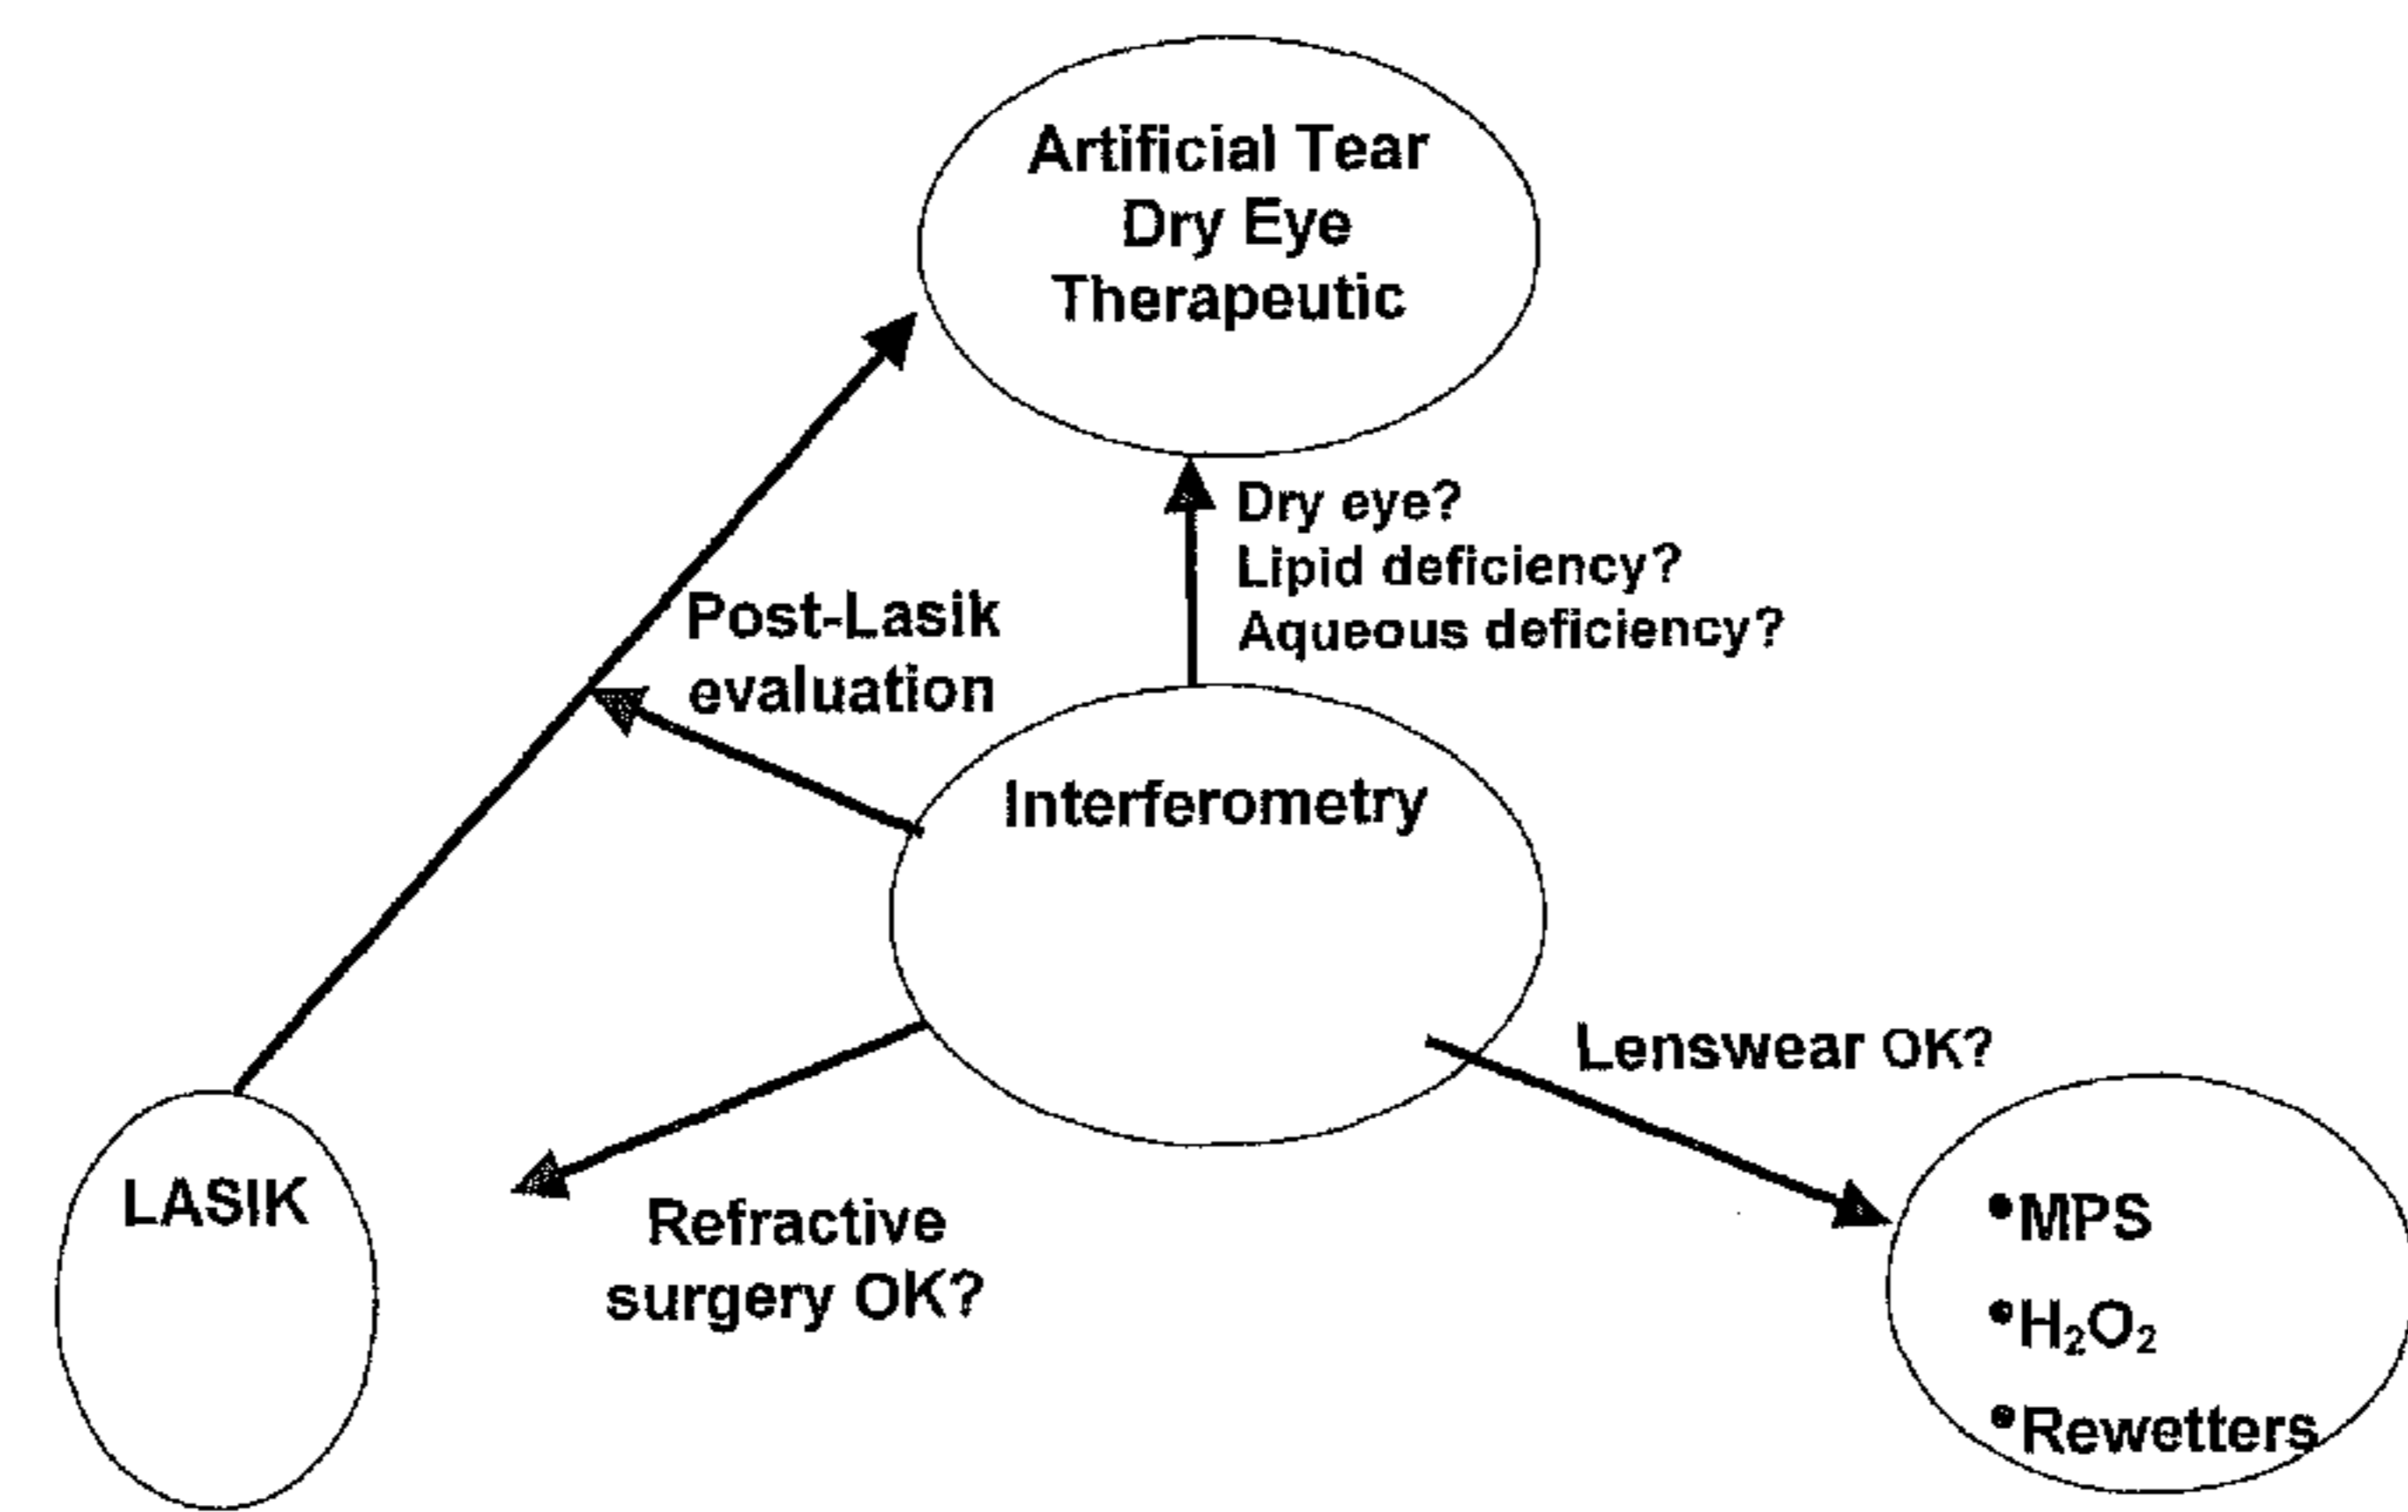 Artificial Tear
Dry Eye
Therapeutic
Dry eye?
Lipid deficiency?
Aqueous deficiency?
Post-Lasik
evaluation
Interferometry
Lenswear OK?
LASIK
Refractive
surgery OK?
•MPS
•H₂O₂
•Rewetters